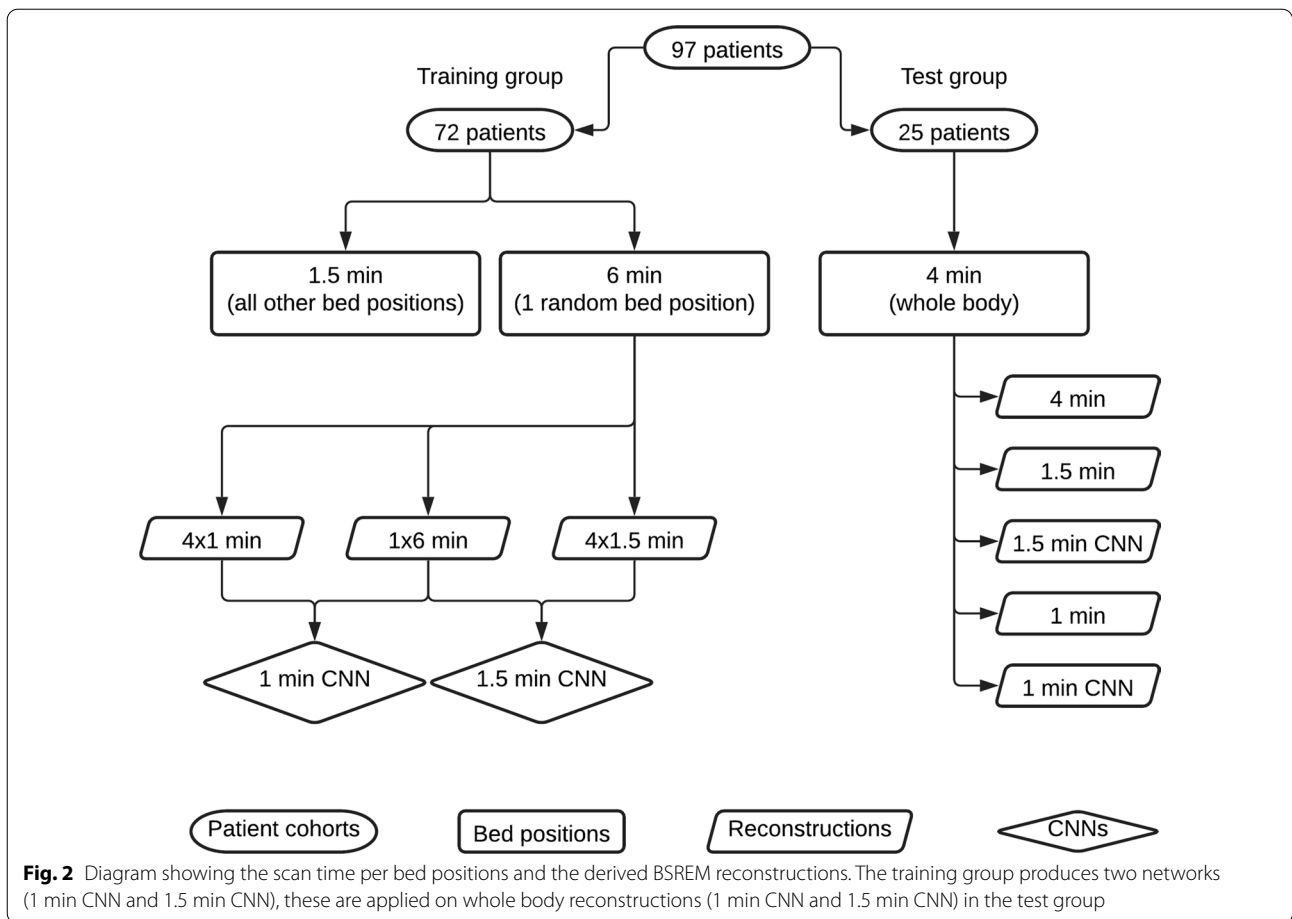 97 patients
Training group
Test group
72 patients
25 patients
1.5 min
(all other bed positions)
6 min
(1 random bed position)
4 min
(whole body)
4 min
1.5 min
1.5 min CNN
1 min
1 min CNN
4x1 min
1x6 min
4x1.5 min
1 min CNN
1.5 min CNN
Patient cohorts
Bed positions
Reconstructions
CNNs
Fig. 2 Diagram showing the scan time per bed positions and the derived BSREM reconstructions. The training group produces two networks
(1 min CNN and 1.5 min CNN), these are applied on whole body reconstructions (1 min CNN and 1.5 min CNN) in the test group